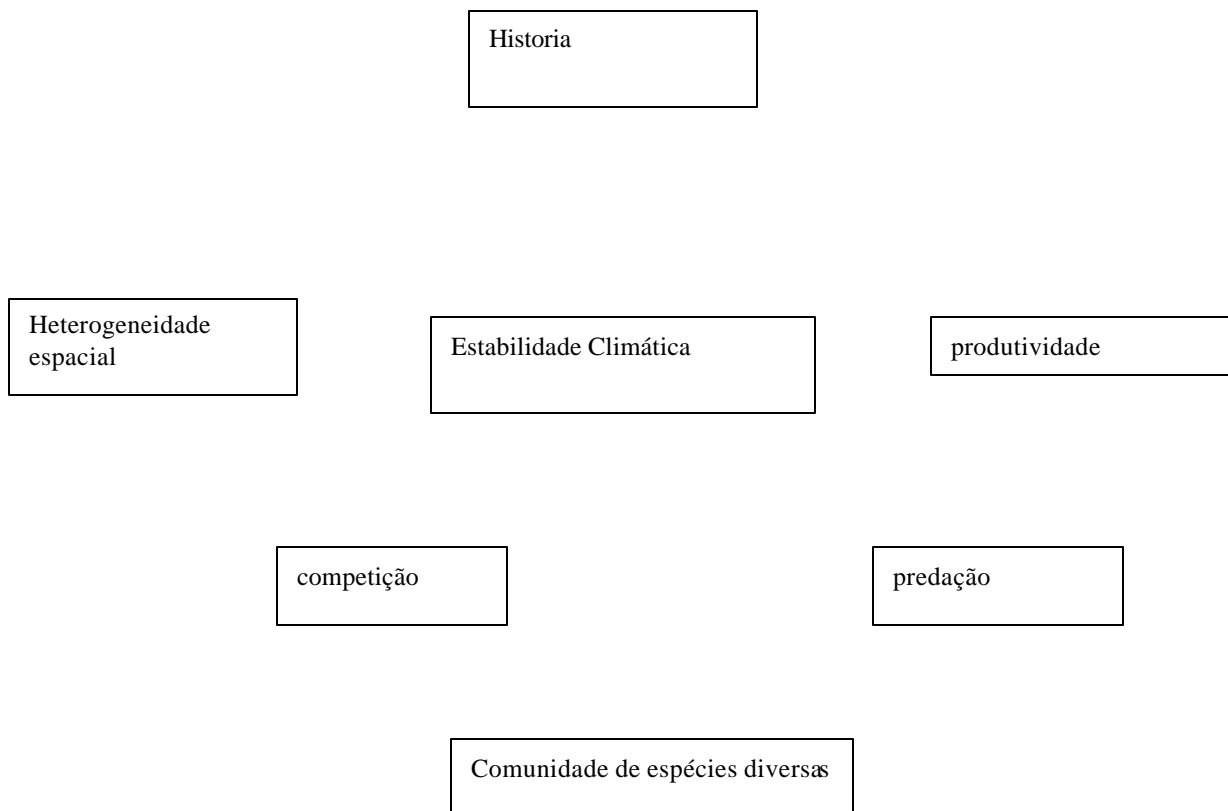 Historia
Heterogeneidade
espacial
Estabilidade Climática
produtividade
competição
predação
Comunidade de espécies diversas